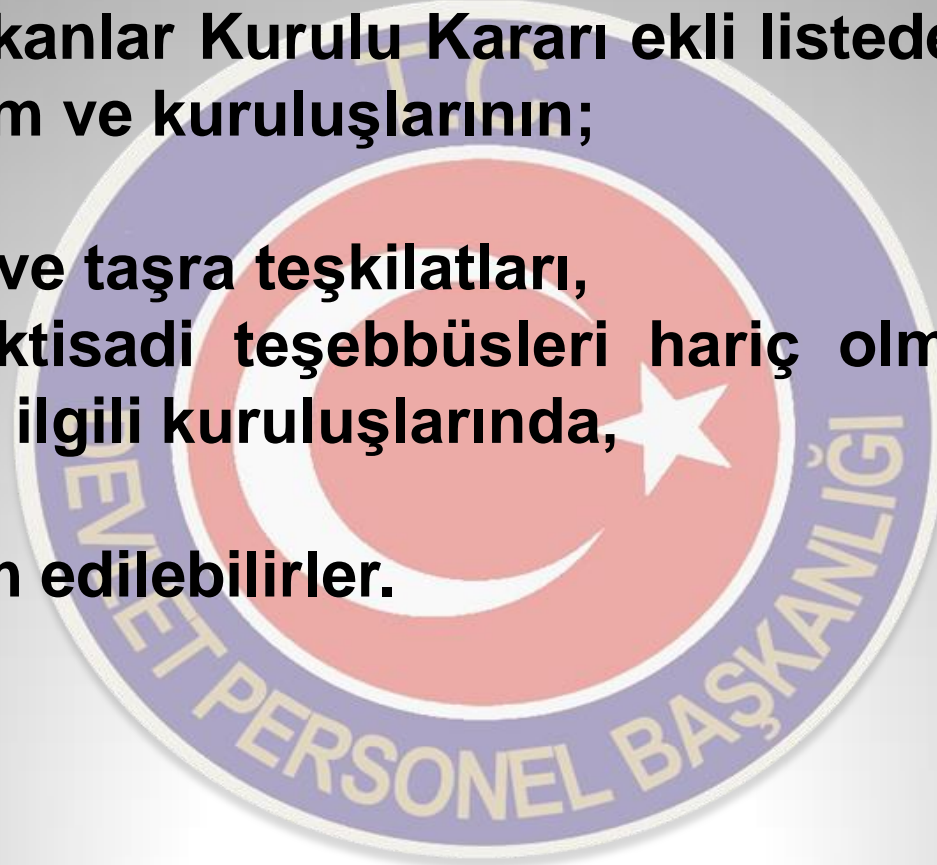 kanlar Kurulu Kararı ekli listede
m ve kuruluşlarının;
ve taşra teşkilatları,
ktisadi teşebbüsleri hariç olm
ilgili kuruluşlarında,
n edilebilirler.
T.C.
DEVLET PERSONEL BAŞKANLIĞI